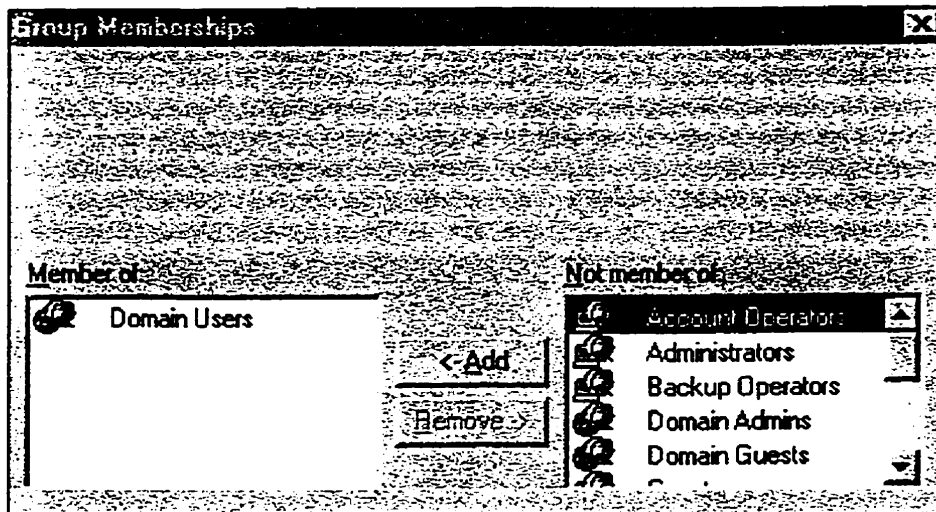 Group Memberships
Member of:
Not member of:
Domain Users
Account Operators
Administrators
Backup Operators
Domain Admins
Domain Guests
<-Add
Remove ->